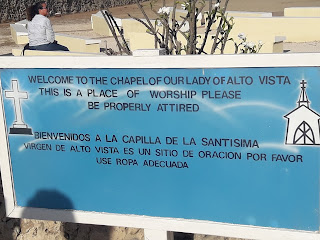 WELCOME TO THE CHAPEL OF OUR LADY OF ALTO VISTA
THIS IS A PLACE OF WORSHIP PLEASE
BE PROPERLY ATTIRED
BIENVENIDOS A LA CAPILLA DE LA SANTISIMA
VIRGEN DE ALTO VISTA ES UN SITIO DE ORACION POR FAVOR
USE ROPA ADECUADA